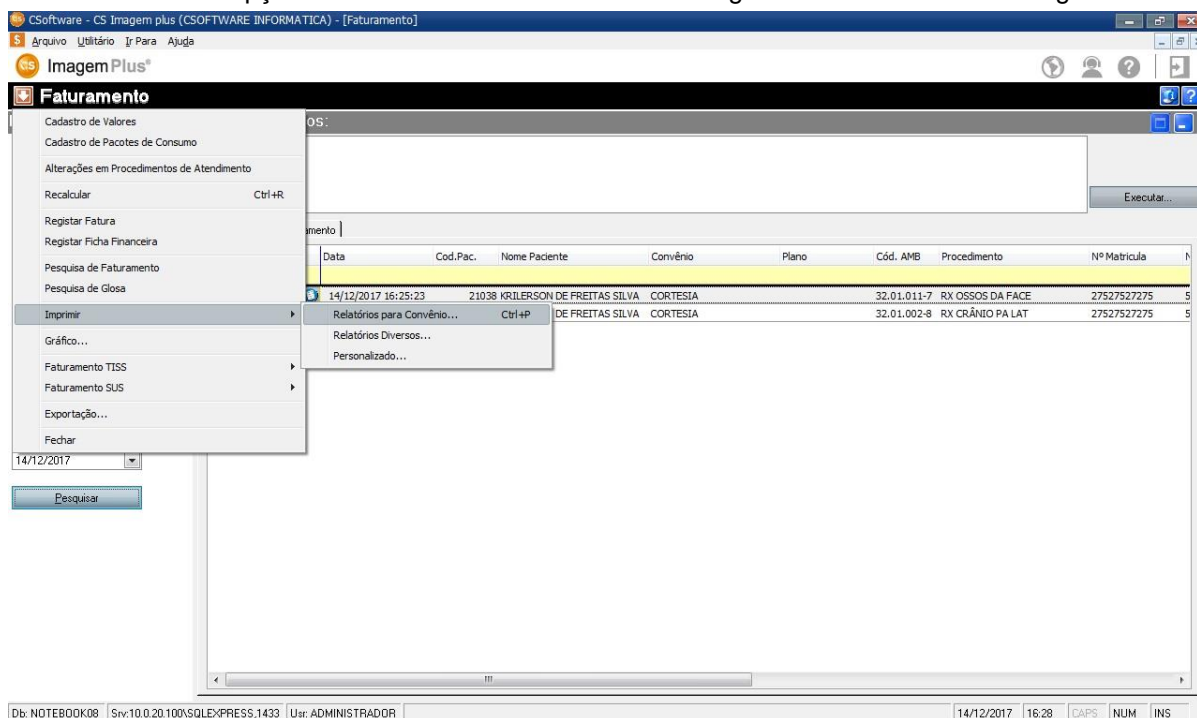 CSoftware - CS Imagem plus (CSOFTWARE INFORMATICA) - [Faturamento]
Arquivo Utilitário Ir Para Ajuda
CS ImagemPlus®
Faturamento
os:
Cadastro de Valores
Cadastro de Pacotes de Consumo
Alterações em Procedimentos de Atendimento
Recalcular Ctrl+R
Executar...
Registar Fatura
Registar Ficha Financeira
Pesquisa de Faturamento
Pesquisa de Glosa
Imprimir
Gráfico...
Faturamento TISS
Faturamento SUS
Exportação...
Fechar
Data Cod.Pac. Nome Paciente Convênio Plano Cód. AMB Procedimento Nº Matricula
14/12/2017 16:25:23 21038 KRILERSON DE FREITAS SILVA CORTESIA 32.01.011-7 RX OSSOS DA FACE 27527527275 5
DE FREITAS SILVA CORTESIA 32.01.002-8 RX CRÂNIO PA LAT 27527527275 5
Relatórios para Convênio... Ctrl+P
Relatórios Diversos...
Personalizado...
14/12/2017
Pesquisar
Db: NOTEBOOK08 Srv:10.0.20.100\SQLEXPRESS,1433 Usr: ADMINISTRADOR 14/12/2017 16:28 CAPS NUM INS